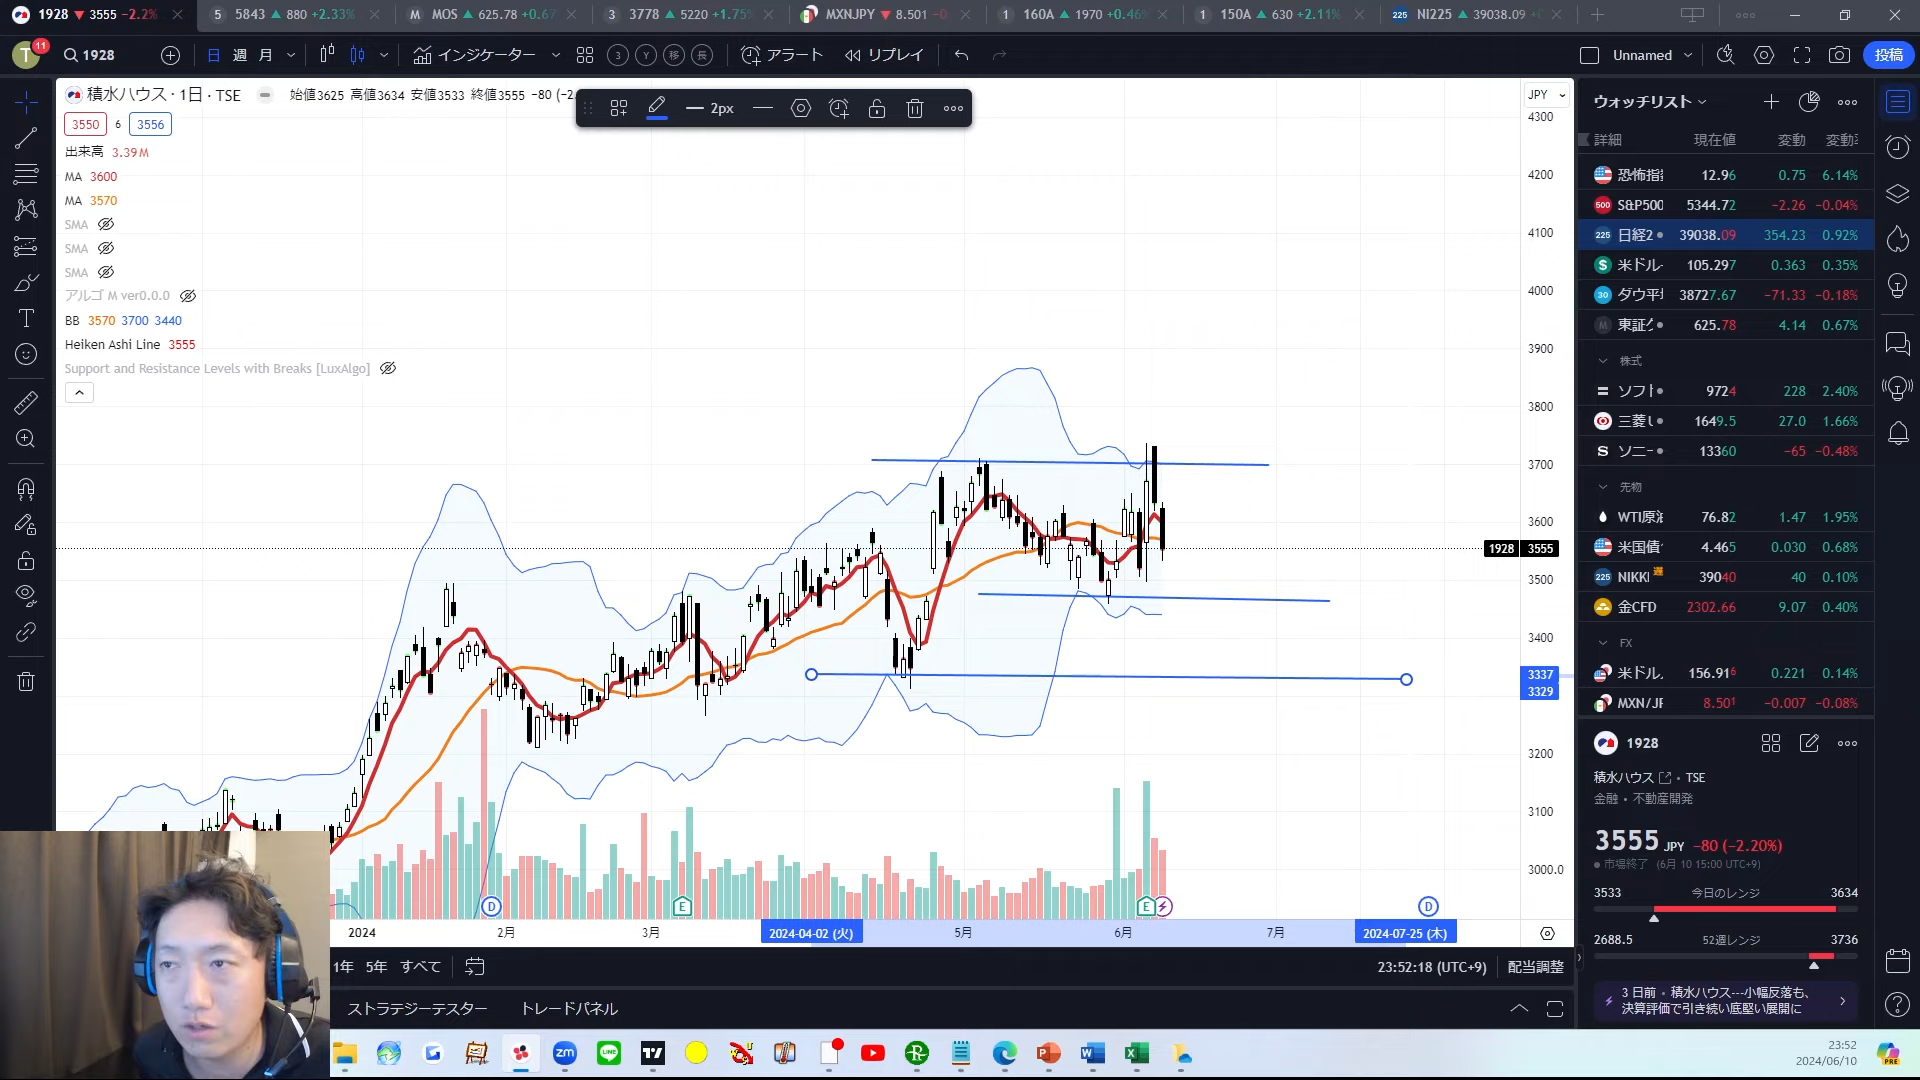 1928 ▼ 3555 −2.2%
5 5843 ▲ 880 +2.33%
M MOS ▲ 625.78 +0.67
3 3778 ▲ 5220 +1.75%
MXNJPY ▼ 8.501 −0
1 160A ▲ 1970 +0.46%
1 150A ▲ 630 +2.11%
225 NI225 ▲ 39038.09 +
T 11
1928
日 週 月
インジケーター
3 Y 移 長
アラート
リプレイ
Unnamed
投稿
積水ハウス · 1日 · TSE
始値3625 高値3634 安値3533 終値3555 −80 (−2.
2px
JPY
3550 6 3556
出来高 3.39 M
MA 3600
MA 3570
SMA
SMA
SMA
アルゴ M ver0.0.0
BB 3570 3700 3440
Heiken Ashi Line 3555
Support and Resistance Levels with Breaks [LuxAlgo]
4300
4200
4100
4000
3900
3800
3700
3600
1928 3555
3500
3400
3337
3329
3200
3100
3000.0
D E E D
2024 2月 3月 2024-04-02 (火) 5月 6月 7月 2024-07-25 (木)
1年 5年 すべて
23:52:18 (UTC+9) 配当調整
ストラテジーテスター トレードパネル
ウォッチリスト
詳細 現在値 変動 変動
恐怖指 12.96 0.75 6.14%
500 S&P500 5344.72 −2.26 −0.04%
225 日経2 39038.09 354.23 0.92%
$ 米ドル 105.297 0.363 0.35%
30 ダウ平 38727.67 −71.33 −0.18%
M 東証 625.78 4.14 0.67%
株式
ソフト 9724 228 2.40%
三菱 1649.5 27.0 1.66%
S ソニー 13360 −65 −0.48%
先物
WTI原 76.82 1.47 1.95%
米国債 4.465 0.030 0.68%
225 NIKKI 39040 40 0.10%
金CFD 2302.66 9.07 0.40%
FX
米ドル 156.916 0.221 0.14%
MXN/JF 8.501 −0.007 −0.08%
1928
積水ハウス • TSE
金融 • 不動産開発
3555 JPY −80 (−2.20%)
市場終了 (6月 10 15:00 UTC+9)
3533 今日のレンジ 3634
2688.5 52週レンジ 3736
3 日前 • 積水ハウス---小幅反落も、
決算評価で引き続い底堅い展開に
zm
LINE
23:52
2024/06/10
PRE